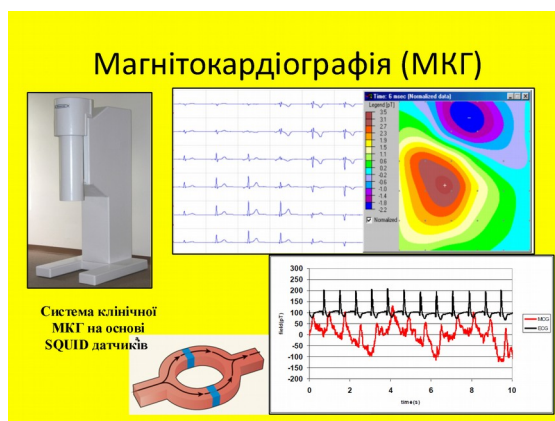 Магнітокардіографія (МКГ)
Time: 6 msec (Normalized data)
Legend [pT]
3.5
3.1
2.7
2.3
1.9
1.5
1.1
0.6
0.2
-0.2
-0.6
-1.0
-1.4
-1.8
-2.2
Normalized
Система клінічної
МКГ на основі
SQUID датчиків
300
250
200
150
100
50
0
-50
-100
-150
-200
field(pT)
0 2 4 6 8 10
time(s)
MCG
ECG